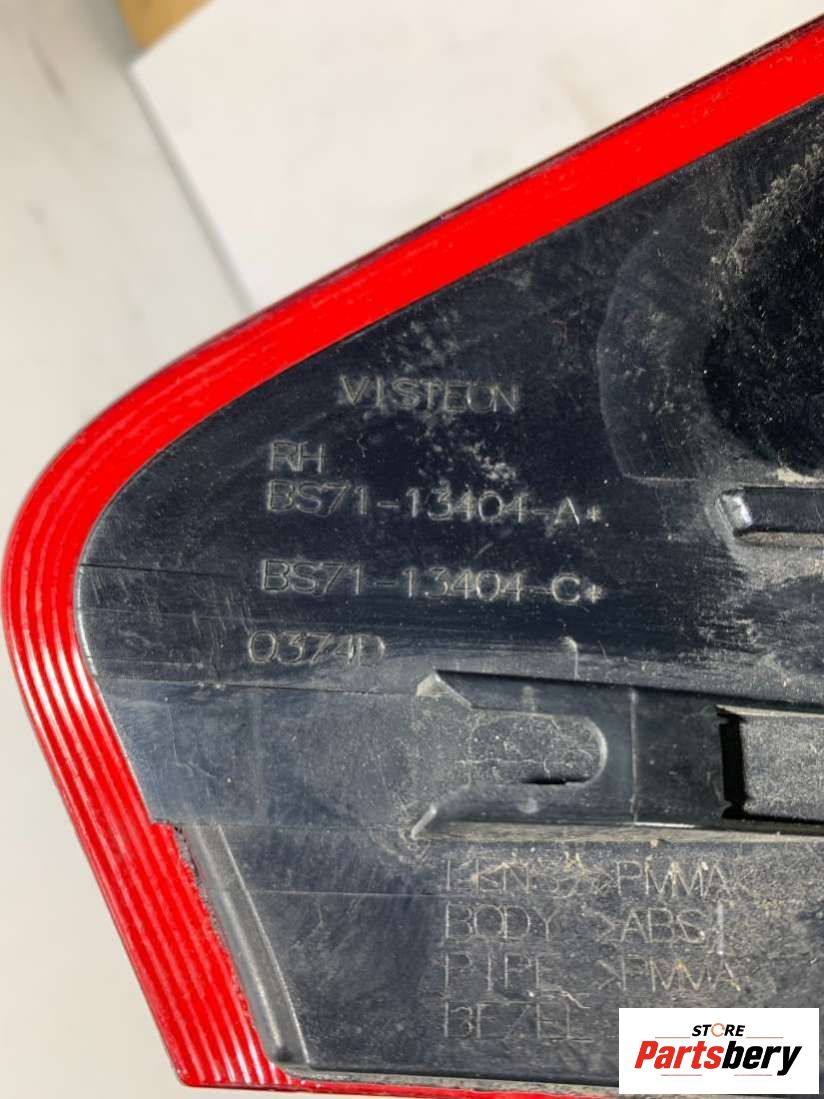 VISTEON
RH
BS71-13404-A*
BS71-13404-C*
0374D
LENS >PMMA<
BODY >ABS
PIPE >PMMA<
BEZEL
STORE
Partsbery